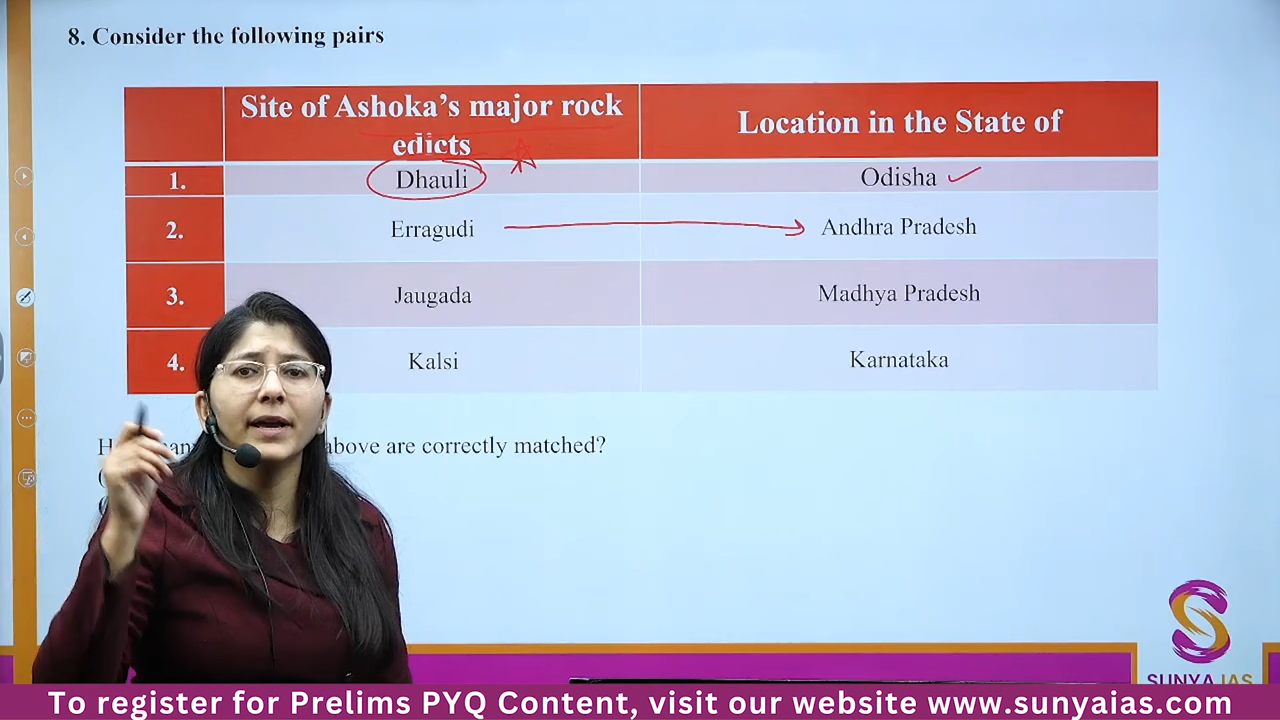 8. Consider the following pairs
Site of Ashoka's major rock
edicts
Location in the State of
1. Dhauli Odisha
2. Erragudi Andhra Pradesh
3. Jaugada Madhya Pradesh
4. Kalsi Karnataka
above are correctly matched?
SUNYA IAS
To register for Prelims PYQ Content, visit our website www.sunyaias.com